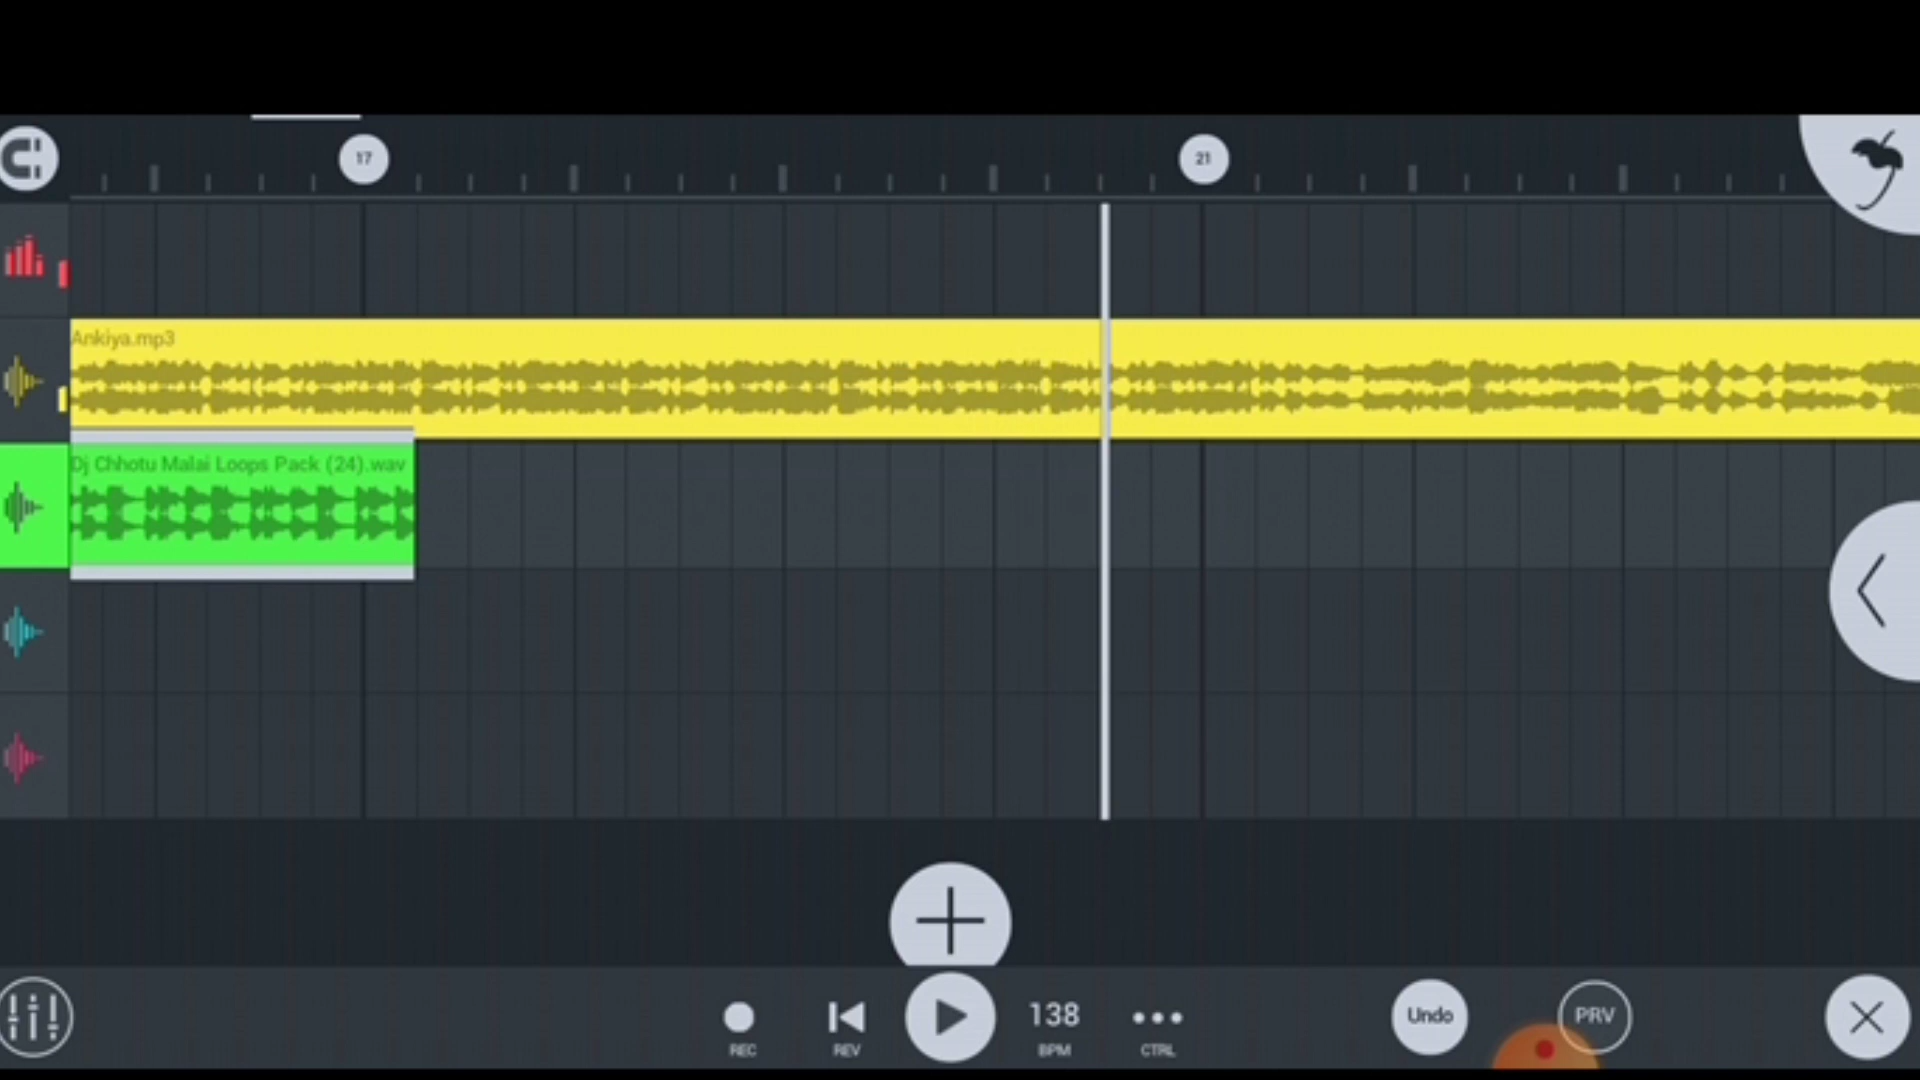 17
21
Ankiya.mp3
Dj Chhotu Malai Loops Pack (24).wav
138
Undo
PRV
REC
REV
BPM
CTRL